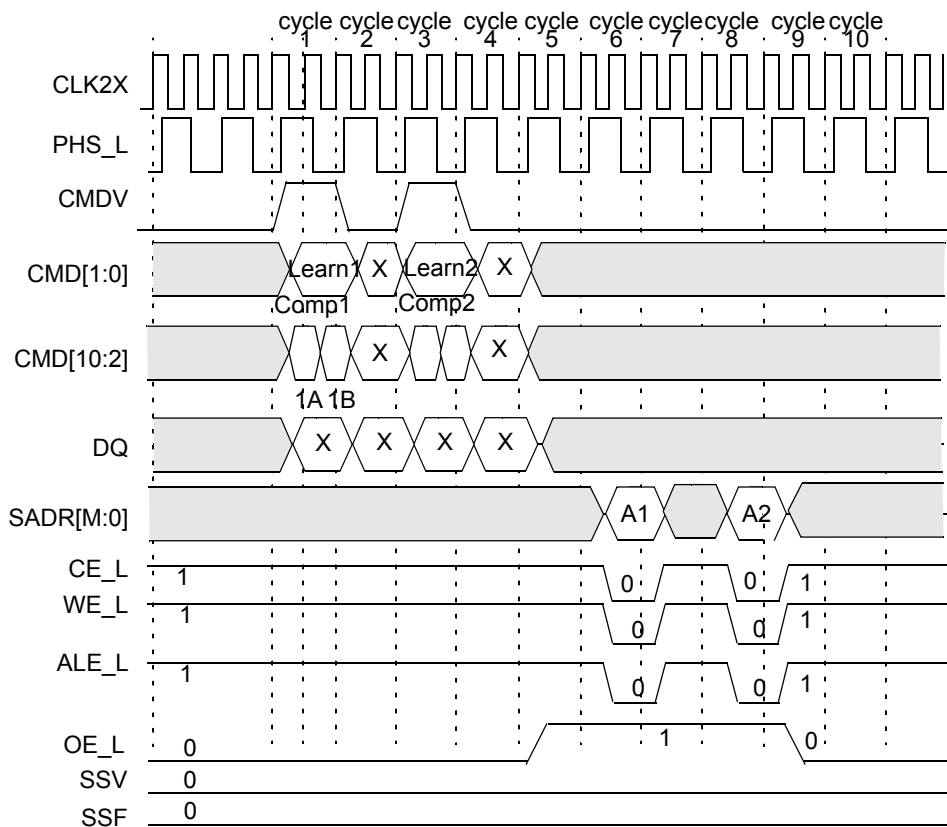 cycle cycle cycle cycle cycle cycle cycle cycle cycle cycle
1 2 3 4 5 6 7 8 9 10
CLK2X
PHS_L
CMDV
CMD[1:0] Learn1 X Learn2 X
Comp1 Comp2
CMD[10:2] X X
1A 1B
DQ X X X X
SADR[M:0] A1 A2
CE_L 1 0 0 1
WE_L 1 0 0 1
ALE_L 1 0 0 1
OE_L 0 1 0
SSV 0
SSF 0